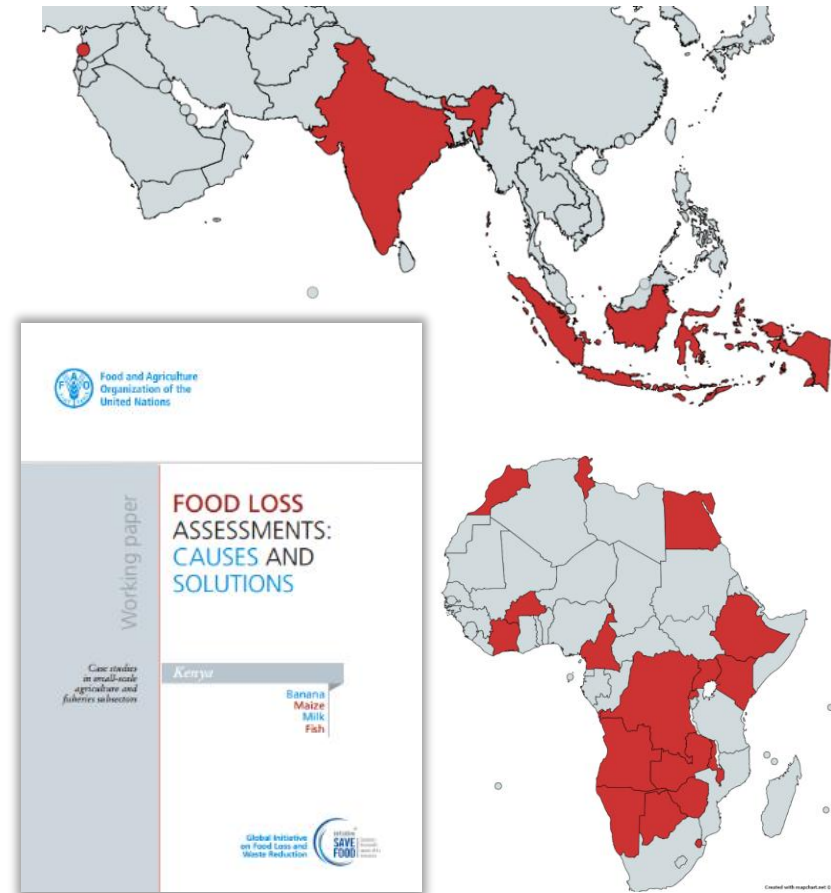 Food and Agriculture
Organization of the
United Nations
Working paper
FOOD LOSS
ASSESSMENTS:
CAUSES AND
SOLUTIONS
Case studies
in small-scale
agriculture and
fisheries subsectors
Kenya
Banana
Maize
Milk
Fish
Global Initiative
on Food Loss and
Waste Reduction
SAVE
FOOD
Created with mapchart.net ©